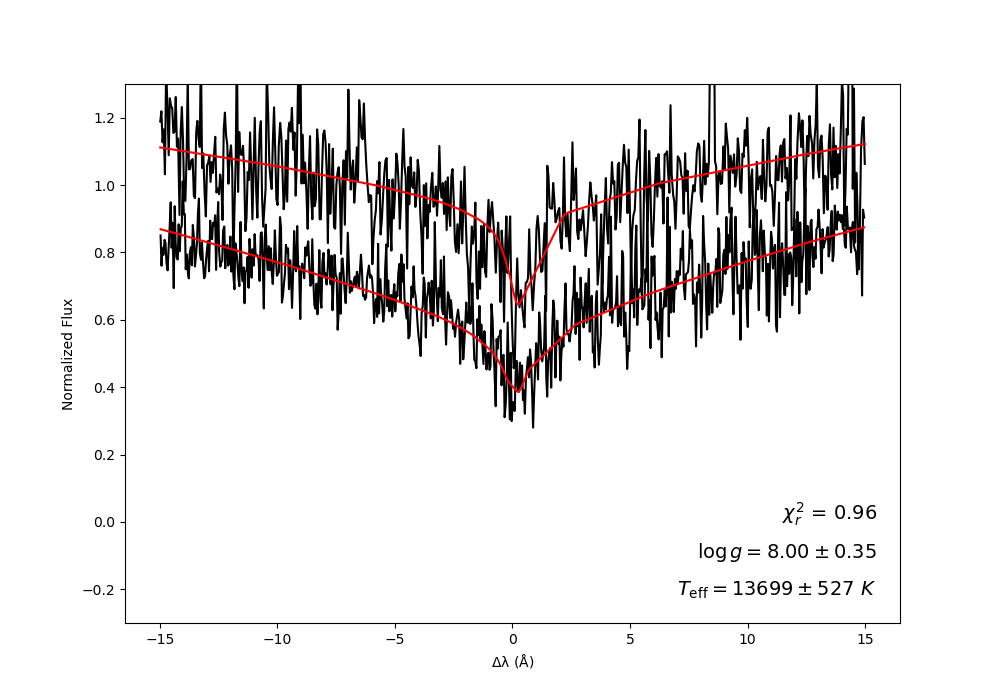 1.2
1.0
0.8
0.6
0.4
0.2
0.0
−0.2
Normalized Flux
χ²ᵣ = 0.96
log g = 8.00 ± 0.35
T_eff = 13699 ± 527 K
−15 −10 −5 0 5 10 15
Δλ (Å)